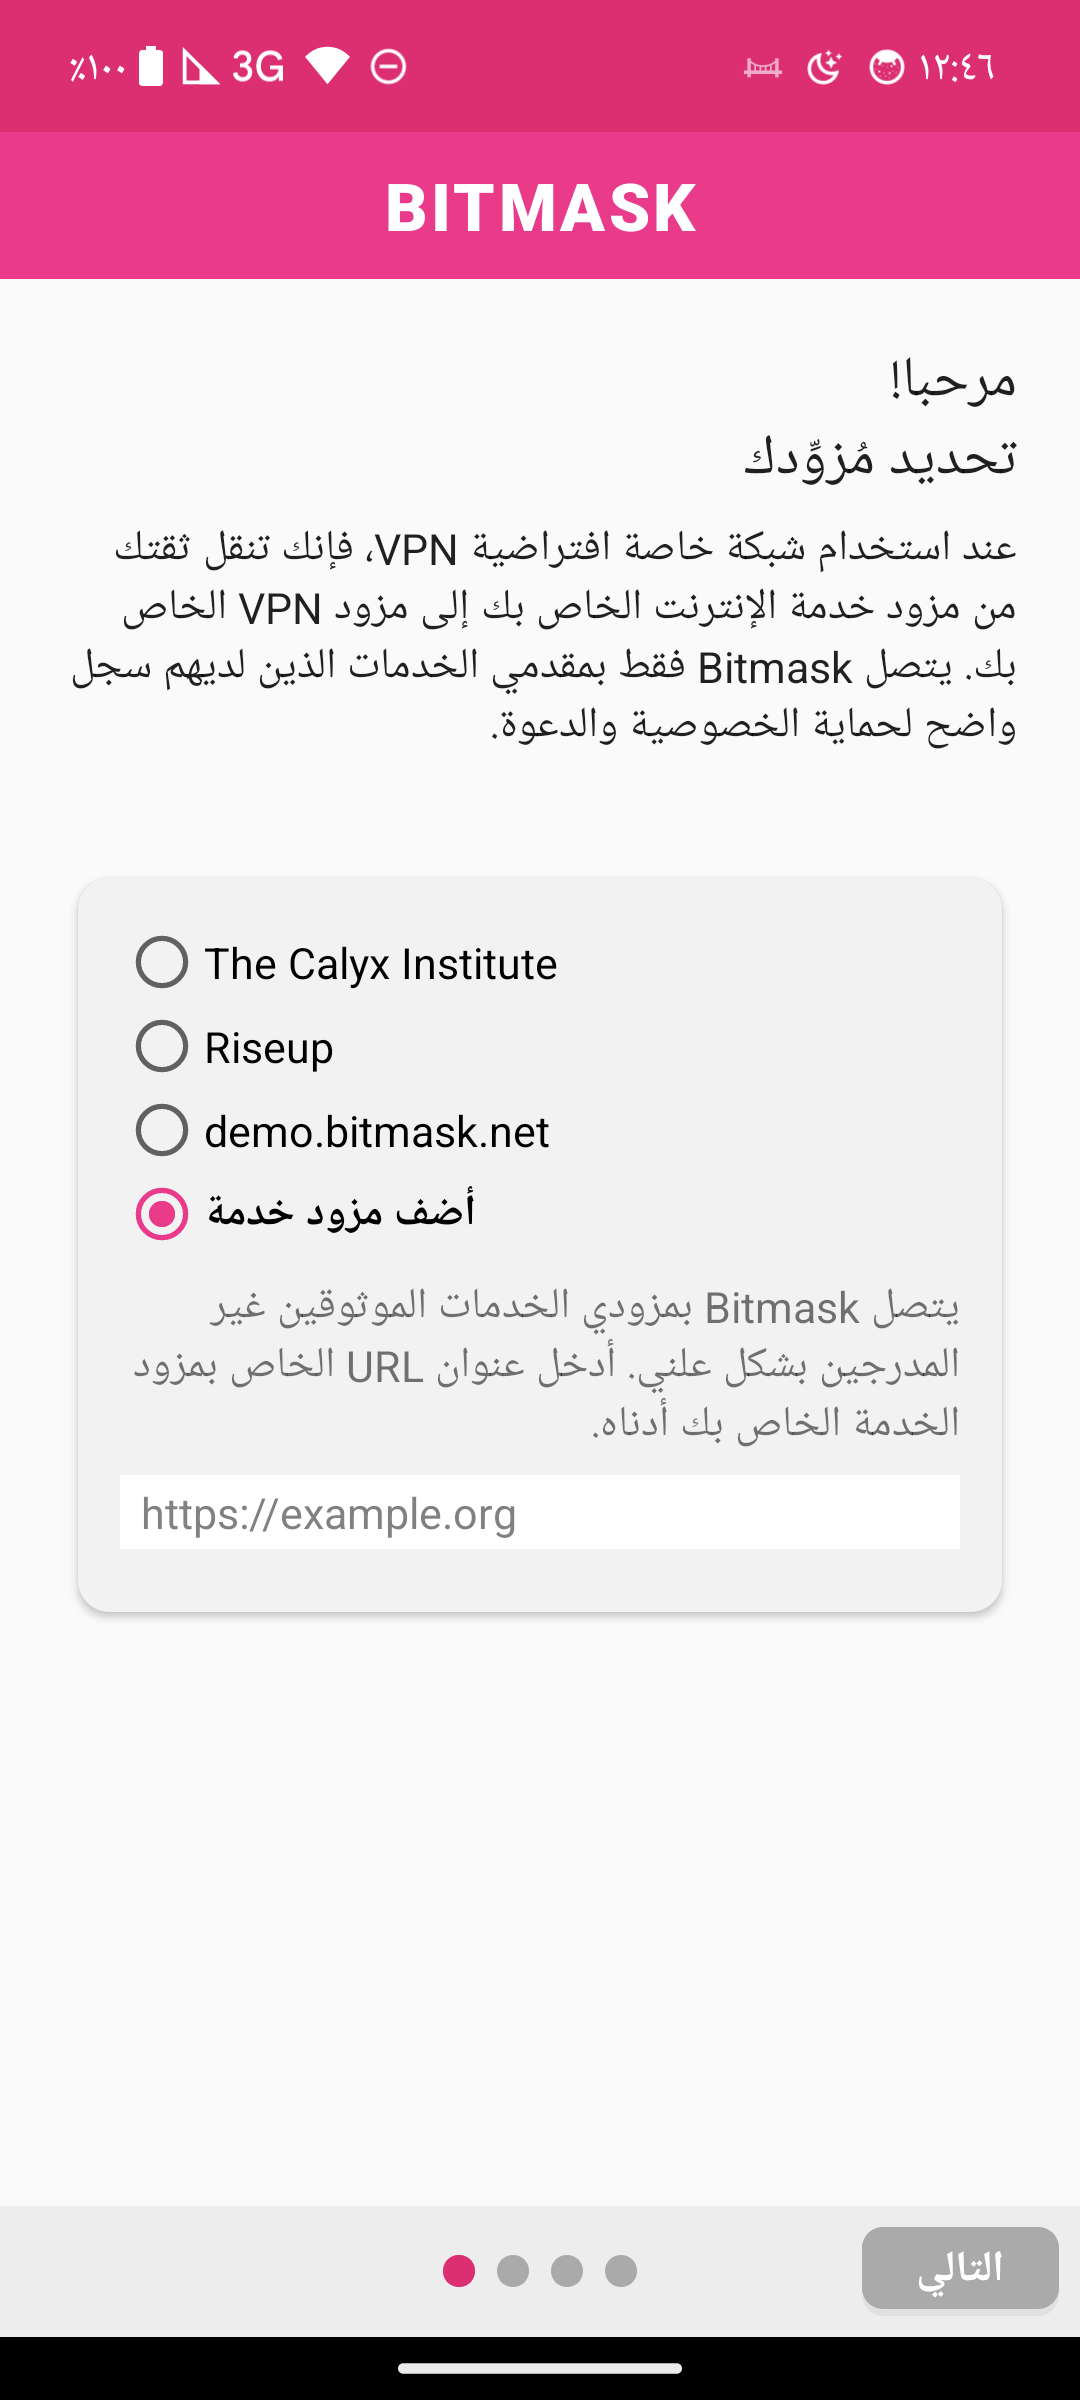 ١٢:٤٦ 3G ١٠٠٪
BITMASK
مرحبا!
تحديد مُزوِّدك
عند استخدام شبكة خاصة افتراضية VPN، فإنك تنقل ثقتك
من مزود خدمة الإنترنت الخاص بك إلى مزود VPN الخاص
بك. يتصل Bitmask فقط بمقدمي الخدمات الذين لديهم سجل
واضح لحماية الخصوصية والدعوة.
The Calyx Institute
Riseup
demo.bitmask.net
أضف مزود خدمة
يتصل Bitmask بمزودي الخدمات الموثوقين غير
المدرجين بشكل علني. أدخل عنوان URL الخاص بمزود
الخدمة الخاص بك أدناه.
https://example.org
التالي